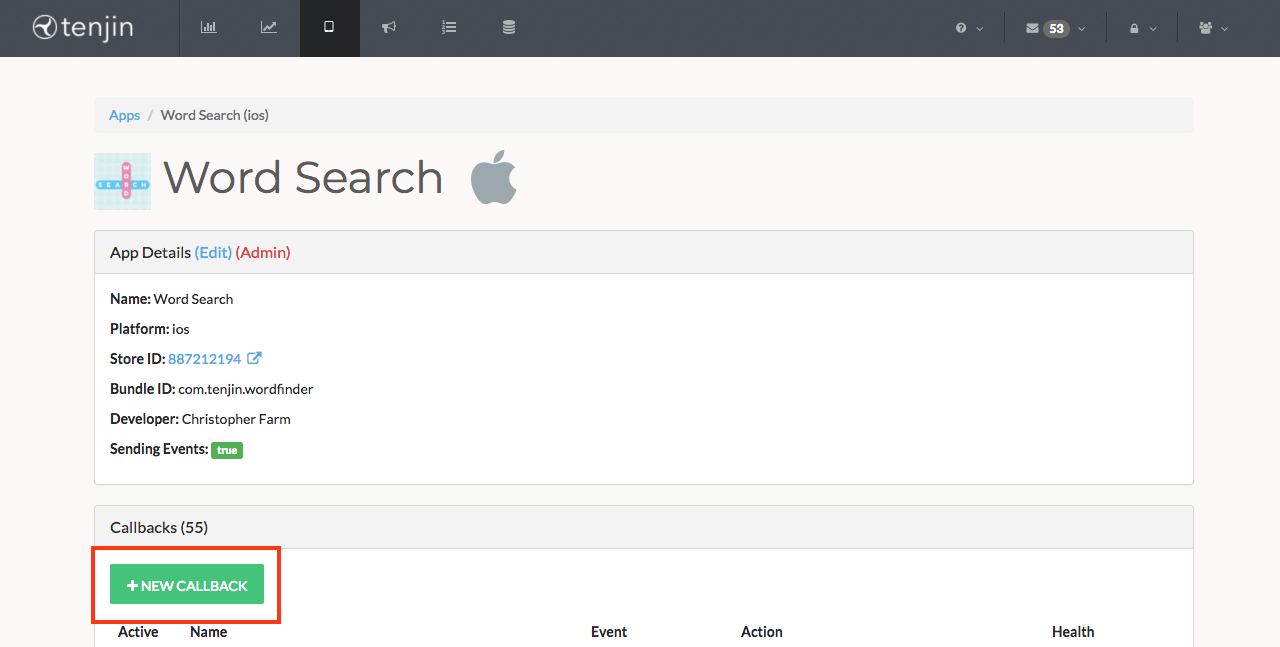 tenjin
53
Apps / Word Search (ios)
WORD
SEARCH
Word Search
App Details (Edit) (Admin)
Name: Word Search
Platform: ios
Store ID: 887212194
Bundle ID: com.tenjin.wordfinder
Developer: Christopher Farm
Sending Events: true
Callbacks (55)
+ NEW CALLBACK
Active Name Event Action Health